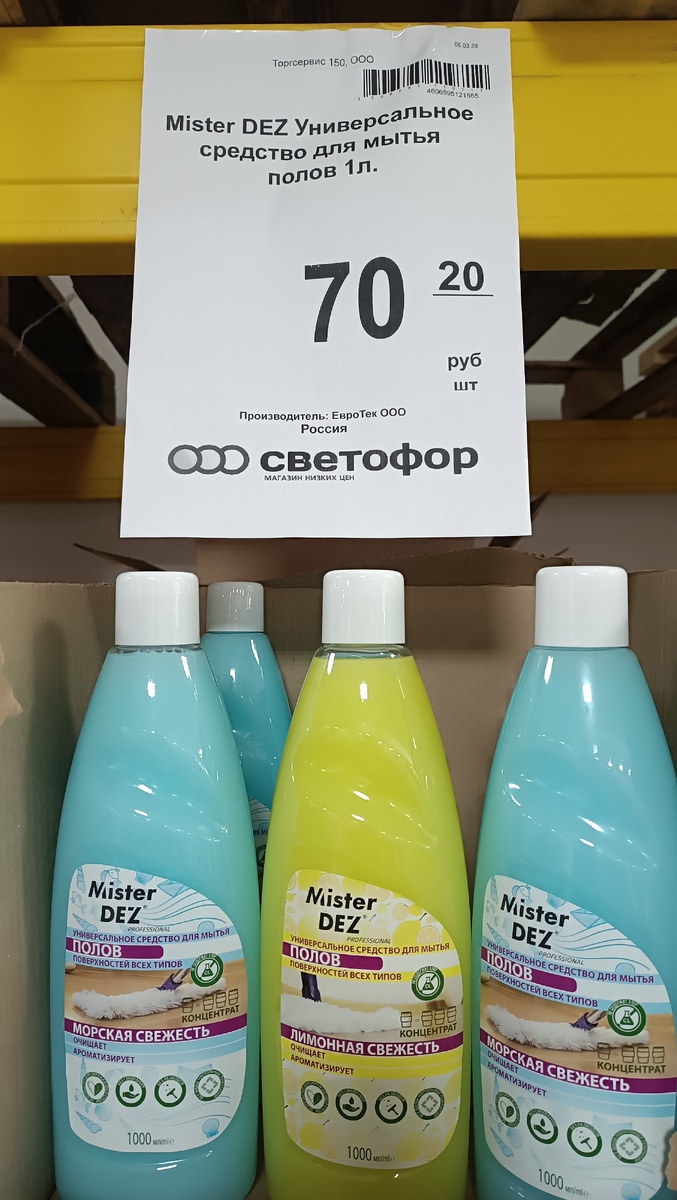 06.03.26
Торгсервис 150, ООО
4606595121565
Mister DEZ Универсальное
средство для мытья
полов 1л.
70 20
руб
шт
Производитель: ЕвроТек ООО
Россия
светофор
МАГАЗИН НИЗКИХ ЦЕН
Mister
DEZ
PROFESSIONAL
УНИВЕРСАЛЬНОЕ СРЕДСТВО ДЛЯ МЫТЬЯ
ПОЛОВ
ПОВЕРХНОСТЕЙ ВСЕХ ТИПОВ
КОНЦЕНТРАТ
МОРСКАЯ СВЕЖЕСТЬ
ОЧИЩАЕТ
АРОМАТИЗИРУЕТ
1000 мл/ml e
Mister
DEZ
PROFESSIONAL
УНИВЕРСАЛЬНОЕ СРЕДСТВО ДЛЯ МЫТЬЯ
ПОЛОВ
ПОВЕРХНОСТЕЙ ВСЕХ ТИПОВ
КОНЦЕНТРАТ
ЛИМОННАЯ СВЕЖЕСТЬ
ОЧИЩАЕТ
АРОМАТИЗИРУЕТ
1000 мл/ml e
Mister
DEZ
PROFESSIONAL
УНИВЕРСАЛЬНОЕ СРЕДСТВО ДЛЯ МЫТЬЯ
ПОЛОВ
ПОВЕРХНОСТЕЙ ВСЕХ ТИПОВ
КОНЦЕНТРАТ
МОРСКАЯ СВЕЖЕСТЬ
ОЧИЩАЕТ
АРОМАТИЗИРУЕТ
1000 мл/ml e